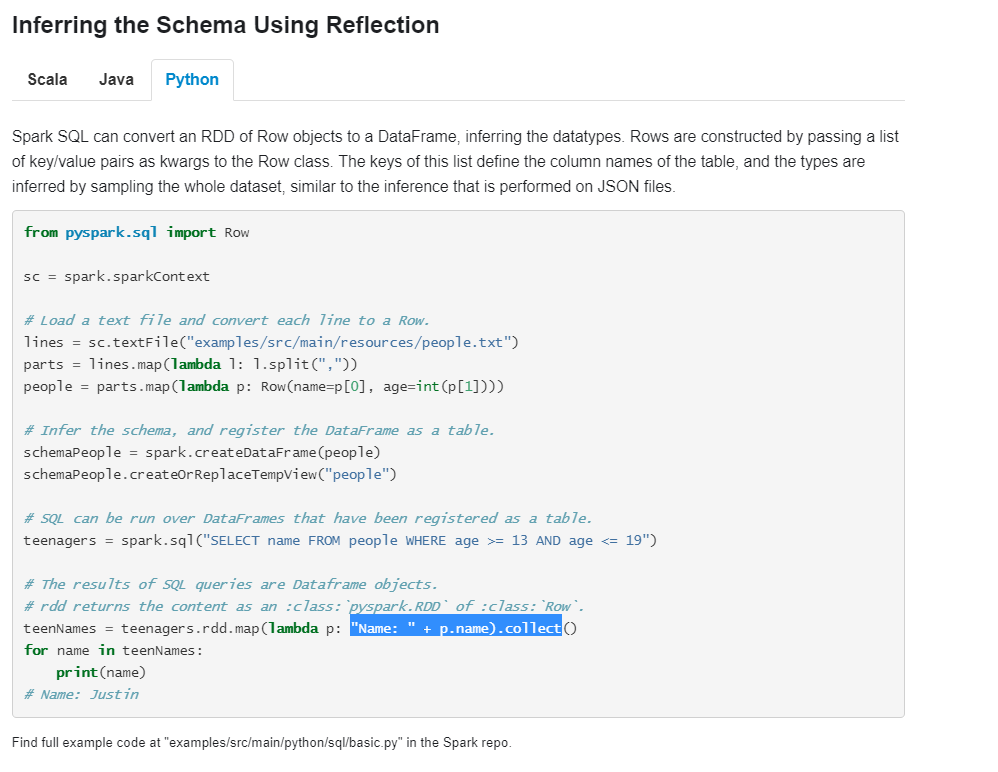 Inferring the Schema Using Reflection
Scala Java Python
Spark SQL can convert an RDD of Row objects to a DataFrame, inferring the datatypes. Rows are constructed by passing a list
of key/value pairs as kwargs to the Row class. The keys of this list define the column names of the table, and the types are
inferred by sampling the whole dataset, similar to the inference that is performed on JSON files.
from pyspark.sql import Row
sc = spark.sparkContext
# Load a text file and convert each line to a Row.
lines = sc.textFile("examples/src/main/resources/people.txt")
parts = lines.map(lambda l: l.split(","))
people = parts.map(lambda p: Row(name=p[0], age=int(p[1])))
# Infer the schema, and register the DataFrame as a table.
schemaPeople = spark.createDataFrame(people)
schemaPeople.createOrReplaceTempView("people")
# SQL can be run over DataFrames that have been registered as a table.
teenagers = spark.sql("SELECT name FROM people WHERE age >= 13 AND age <= 19")
# The results of SQL queries are Dataframe objects.
# rdd returns the content as an :class:`pyspark.RDD` of :class:`Row`.
teenNames = teenagers.rdd.map(lambda p: "Name: " + p.name).collect()
for name in teenNames:
    print(name)
# Name: Justin
Find full example code at "examples/src/main/python/sql/basic.py" in the Spark repo.